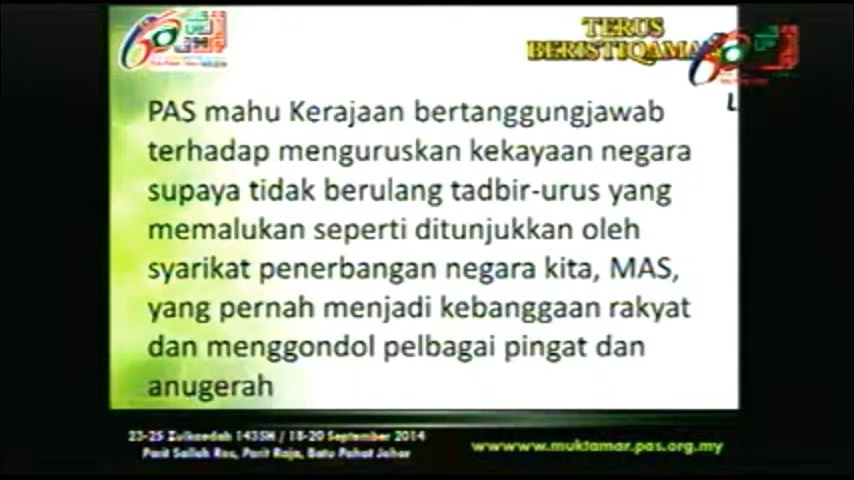 TERUS
BERISTIQAMAH
PAS mahu Kerajaan bertanggungjawab
terhadap menguruskan kekayaan negara
supaya tidak berulang tadbir-urus yang
memalukan seperti ditunjukkan oleh
syarikat penerbangan negara kita, MAS,
yang pernah menjadi kebanggaan rakyat
dan menggondol pelbagai pingat dan
anugerah
23-25 Zulkaedah 1435H / 18-20 September 2014
Parit Salleh Ros, Parit Raja, Batu Pahat Johor
www.muktamar.pas.org.my